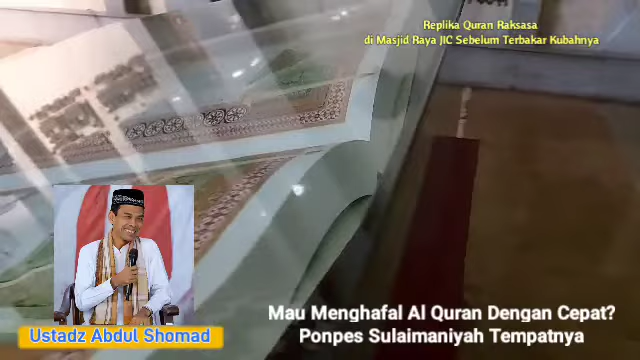 Replika Quran Raksasa
di Masjid Raya JIC Sebelum Terbakar Kubahnya
Ustadz Abdul Shomad
Mau Menghafal Al Quran Dengan Cepat?
Ponpes Sulaimaniyah Tempatnya